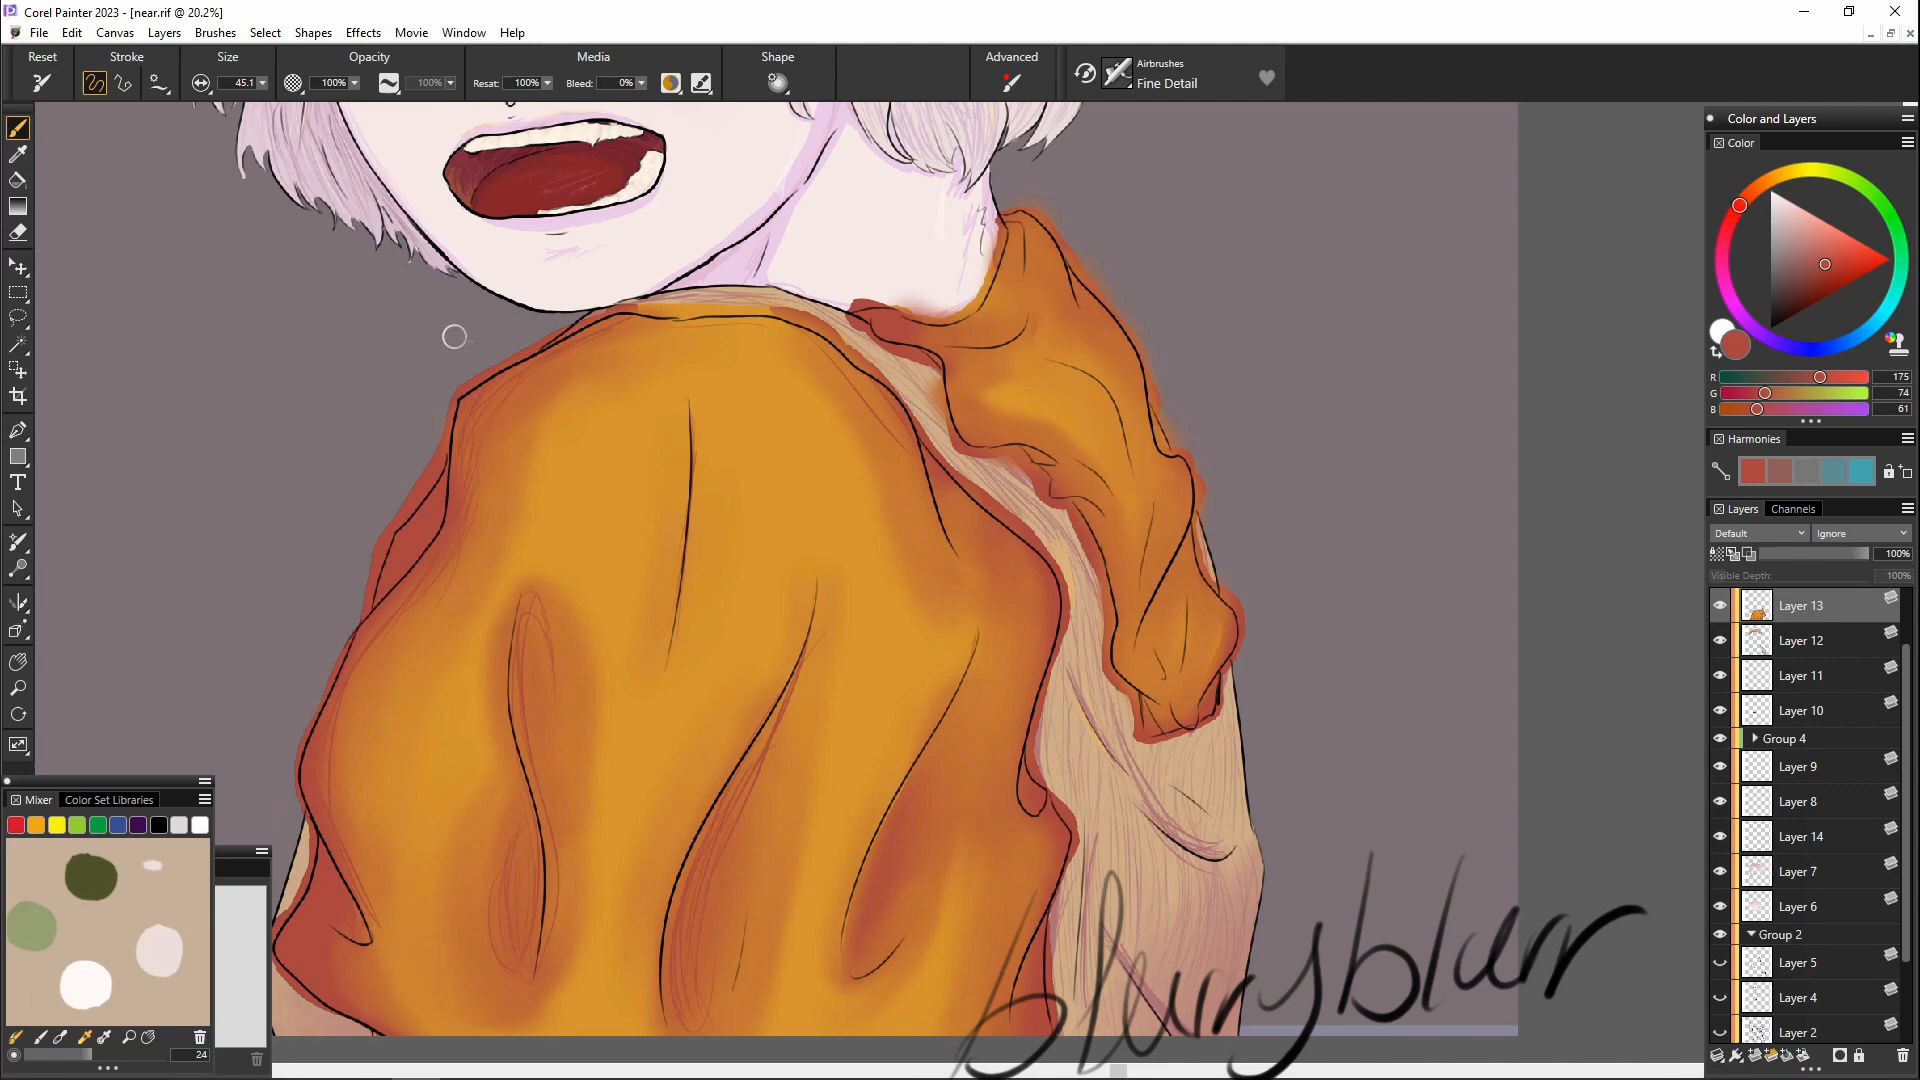 Corel Painter 2023 - [near.rif @ 20.2%]
File Edit Canvas Layers Brushes Select Shapes Effects Movie Window Help
Reset Stroke Size Opacity Media Shape Advanced
45.1 100% 100% Resat: 100% Bleed: 0%
Airbrushes
Fine Detail
Color and Layers
Color
R 175
G 74
B 61
Harmonies
Layers Channels
Default Ignore
100%
Visible Depth: 100%
Layer 13
Layer 12
Layer 11
Layer 10
Group 4
Layer 9
Layer 8
Layer 14
Layer 7
Layer 6
Group 2
Layer 5
Layer 4
Layer 2
Mixer Color Set Libraries
24
blurryblurr